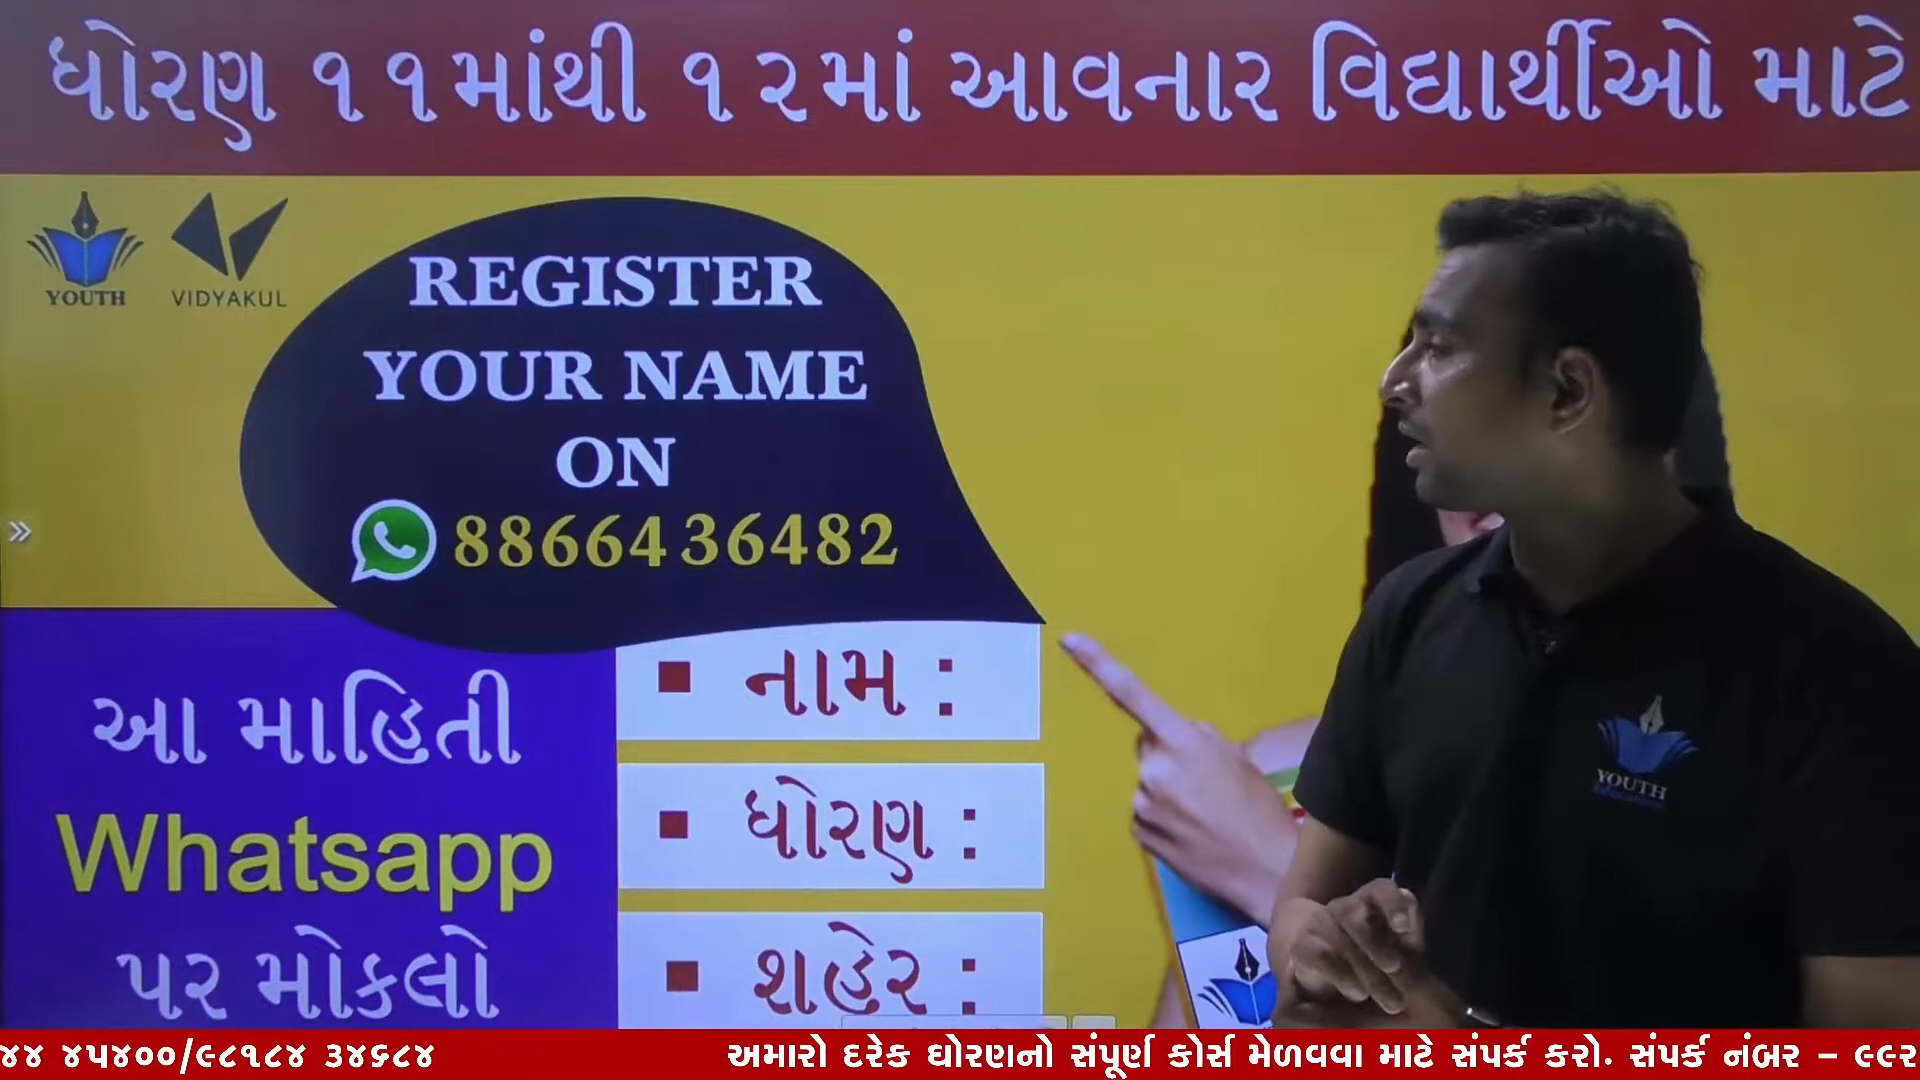 ધોરણ ૧૧માંથી ૧૨માં આવનાર વિદ્યાર્થીઓ માટે
YOUTH
VIDYAKUL
REGISTER
YOUR NAME
ON
8866436482
»
આ માહિતી
Whatsapp
પર મોકલો
▪ નામ :
▪ ધોરણ :
▪ શહેર :
YOUTH
૪૪ ૪૫૪૦૦/૯૮૧૮૪ ૩૪૬૮૪
અમારો દરેક ધોરણનો સંપૂર્ણ કોર્સ મેળવવા માટે સંપર્ક કરો. સંપર્ક નંબર – ૯૯૨